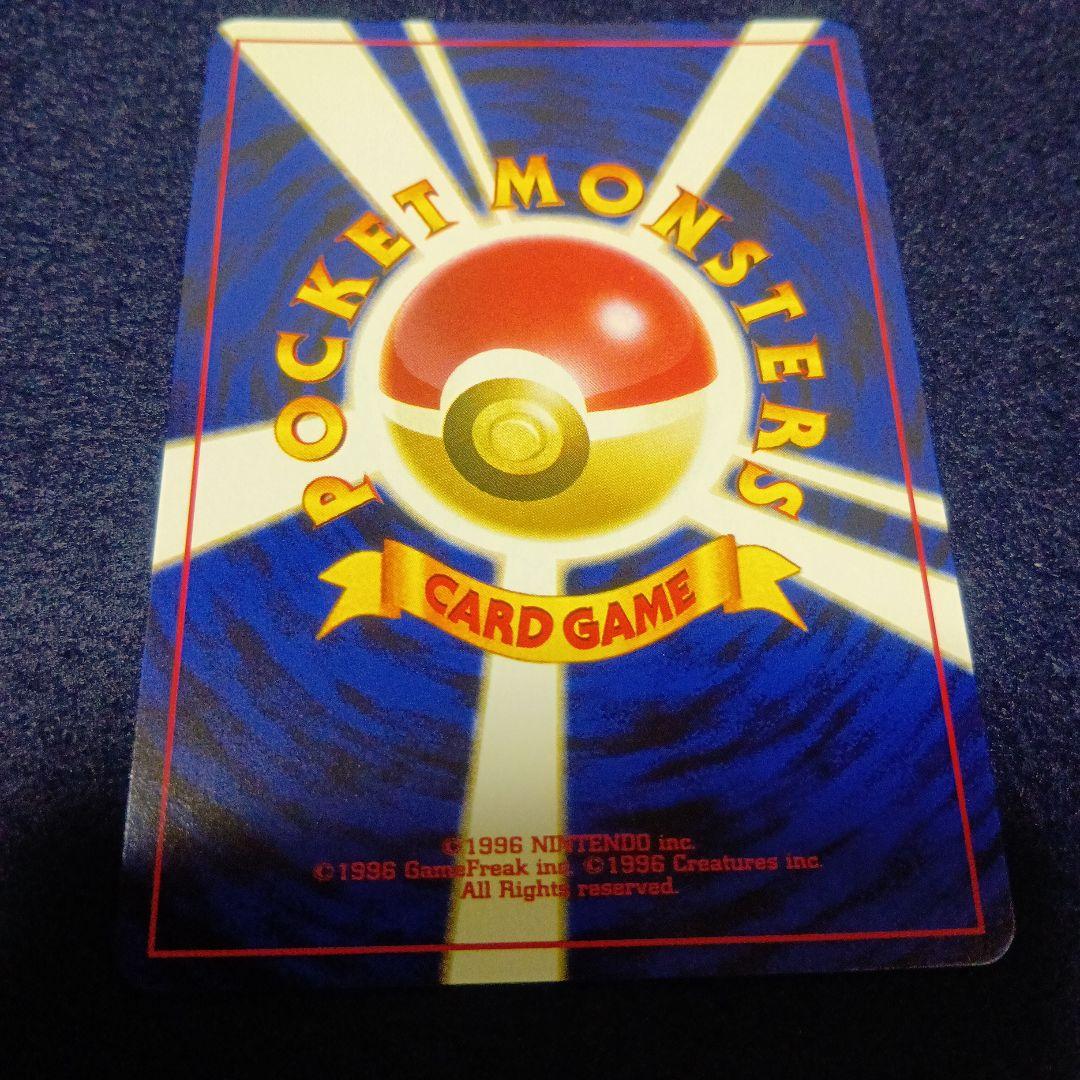 POCKET MONSTERS
CARD GAME
©1996 NINTENDO inc.
©1996 GameFreak inc. ©1996 Creatures inc.
All Rights reserved.